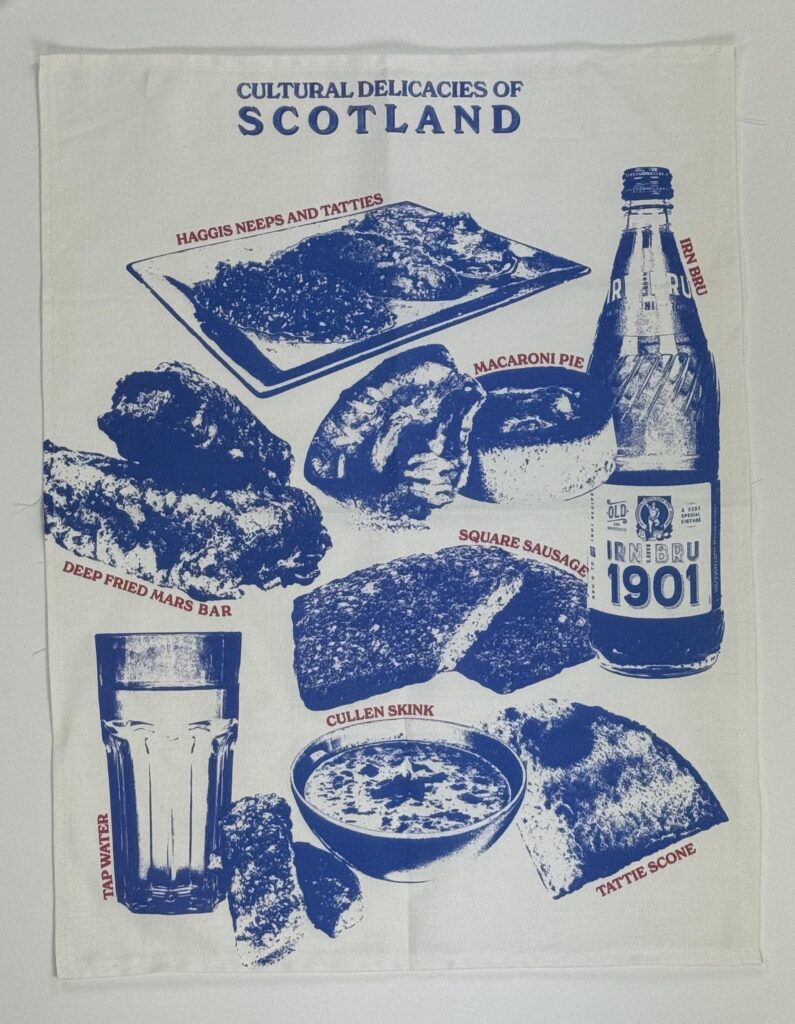 CULTURAL DELICACIES OF
SCOTLAND
HAGGIS NEEPS AND TATTIES
IRN BRU
MACARONI PIE
OLD
A VERY
SPECIAL
VINTAGE
IRN-BRU
1901
SQUARE SAUSAGE
DEEP FRIED MARS BAR
CULLEN SKINK
TAP WATER
TATTIE SCONE